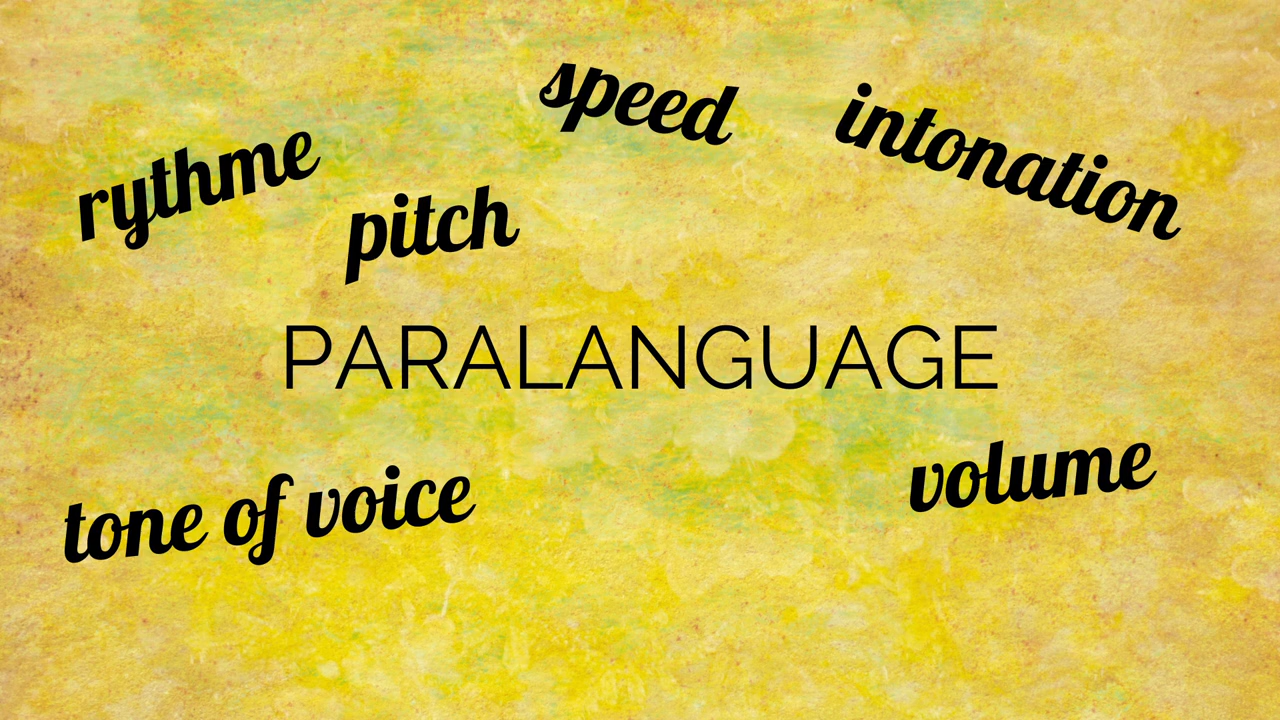 speed
intonation
rythme
pitch
PARALANGUAGE
tone of voice
volume